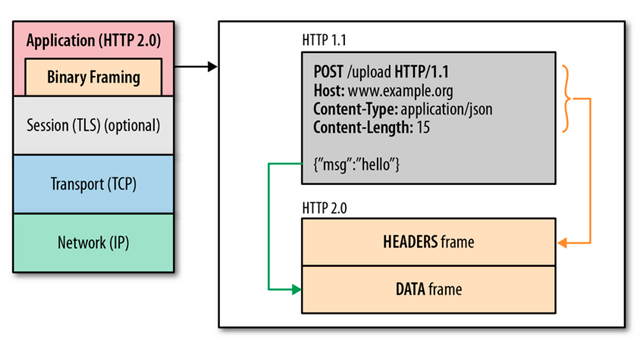 Application (HTTP 2.0)
Binary Framing
Session (TLS) (optional)
Transport (TCP)
Network (IP)
HTTP 1.1
POST /upload HTTP/1.1
Host: www.example.org
Content-Type: application/json
Content-Length: 15
{"msg":"hello"}
HTTP 2.0
HEADERS frame
DATA frame